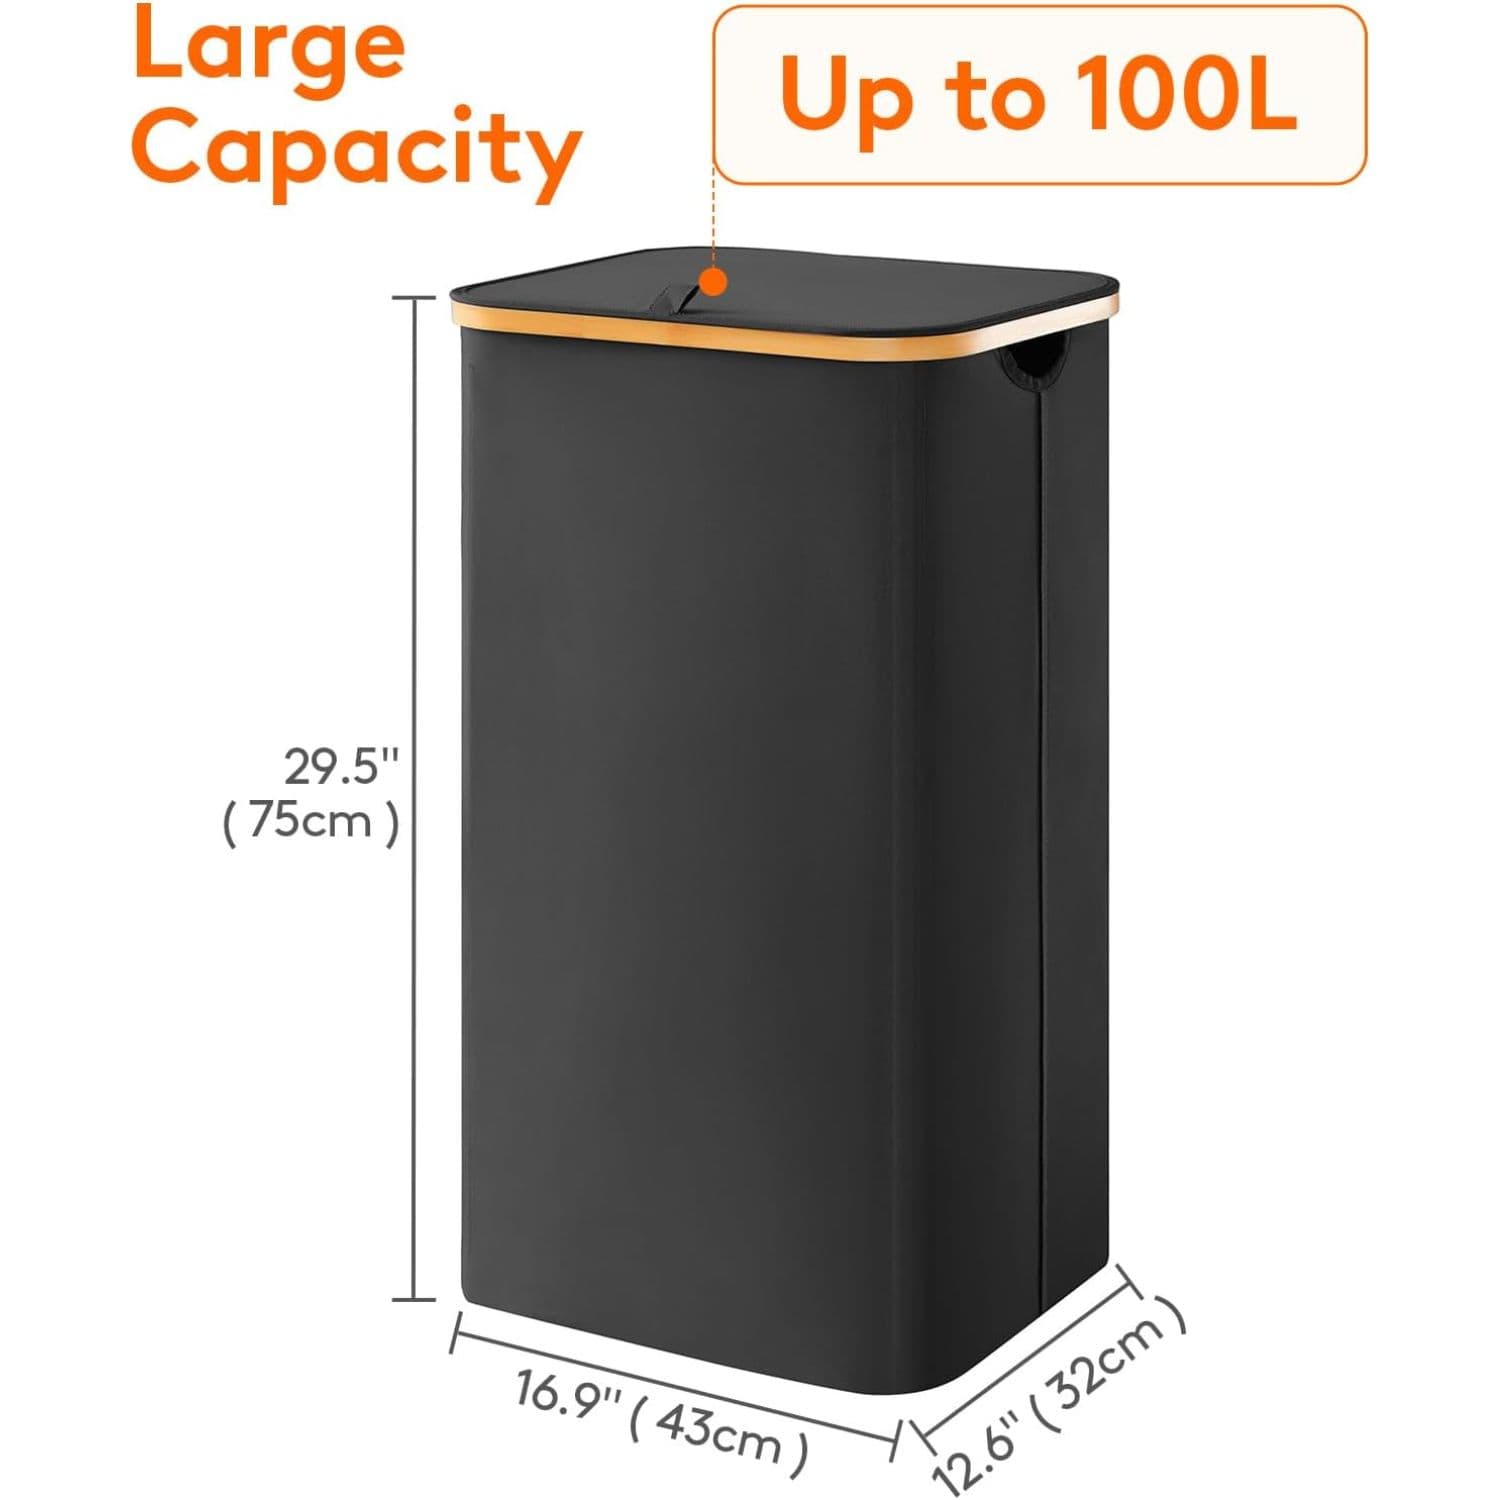 Large
Capacity
Up to 100L
29.5"
( 75cm )
16.9" ( 43cm )
12.6" ( 32cm )